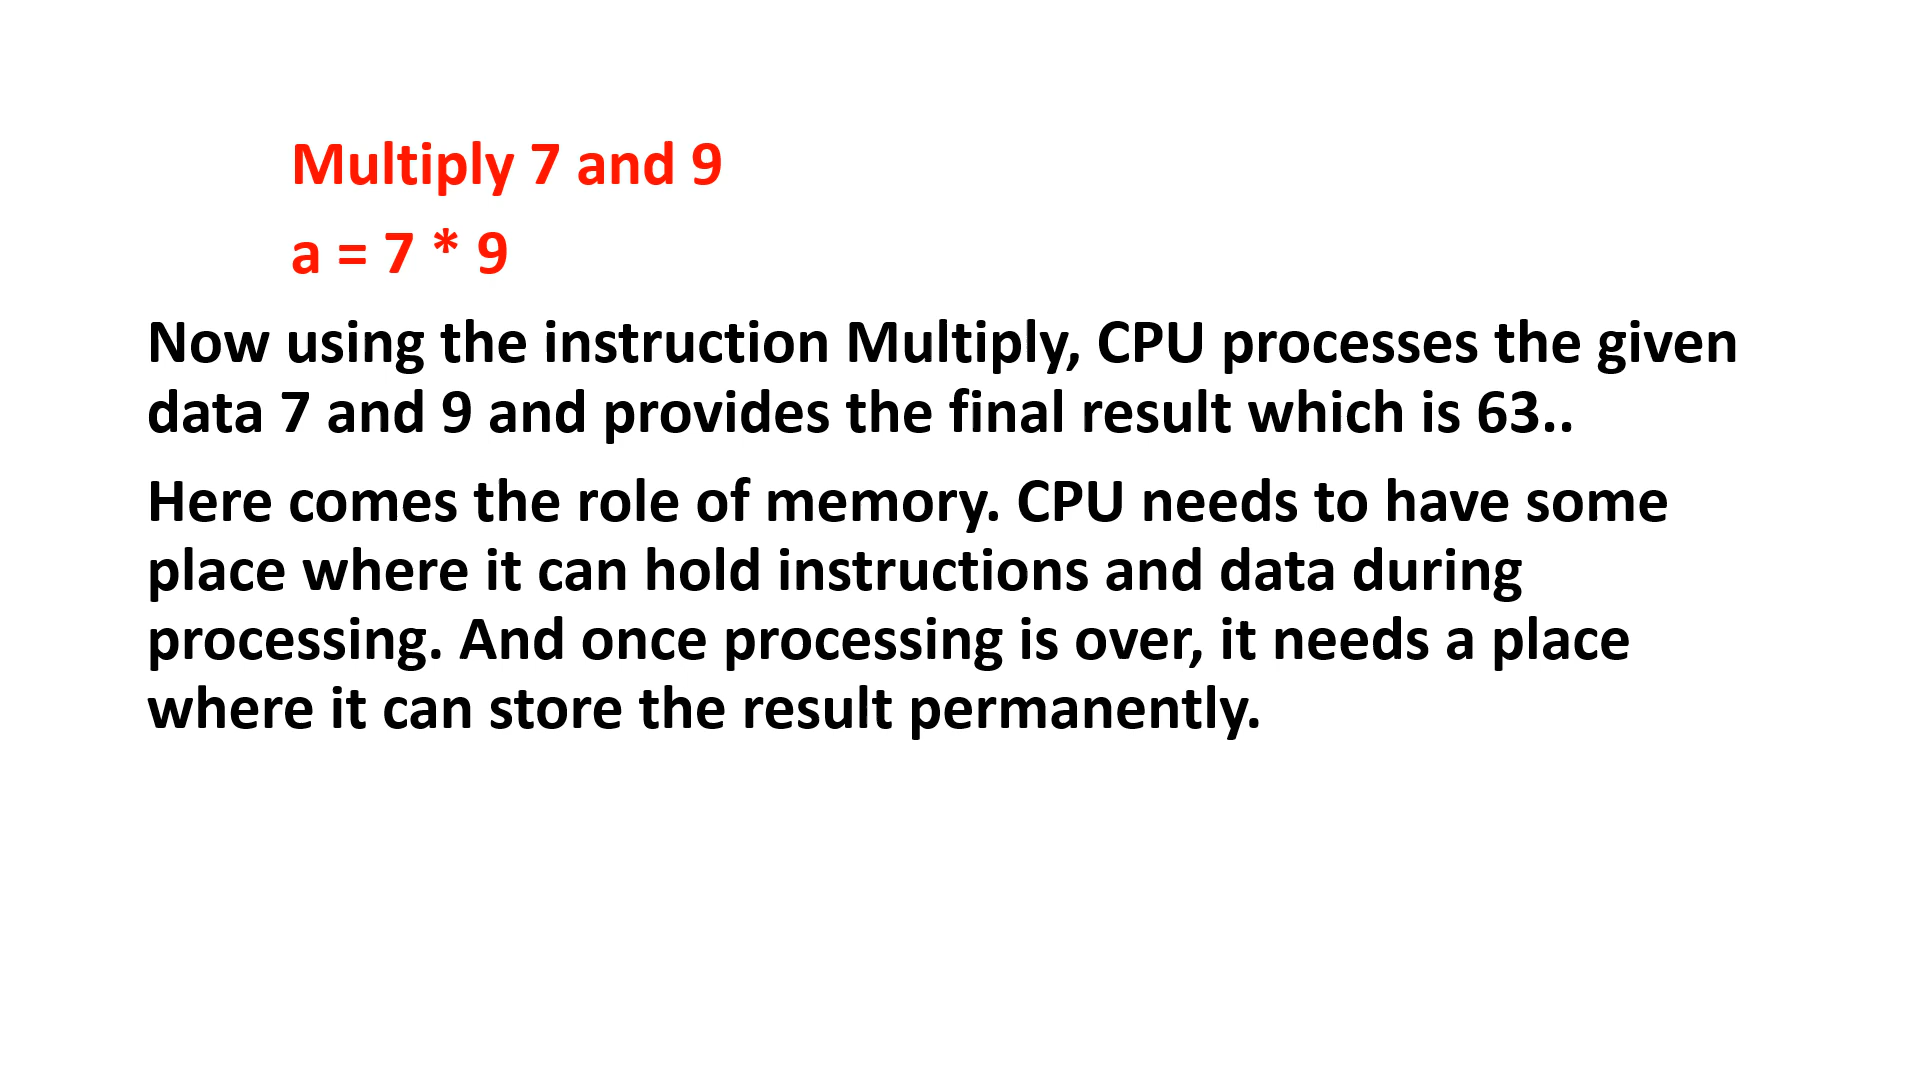 Multiply 7 and 9
a = 7 * 9
Now using the instruction Multiply, CPU processes the given
data 7 and 9 and provides the final result which is 63..
Here comes the role of memory. CPU needs to have some
place where it can hold instructions and data during
processing. And once processing is over, it needs a place
where it can store the result permanently.